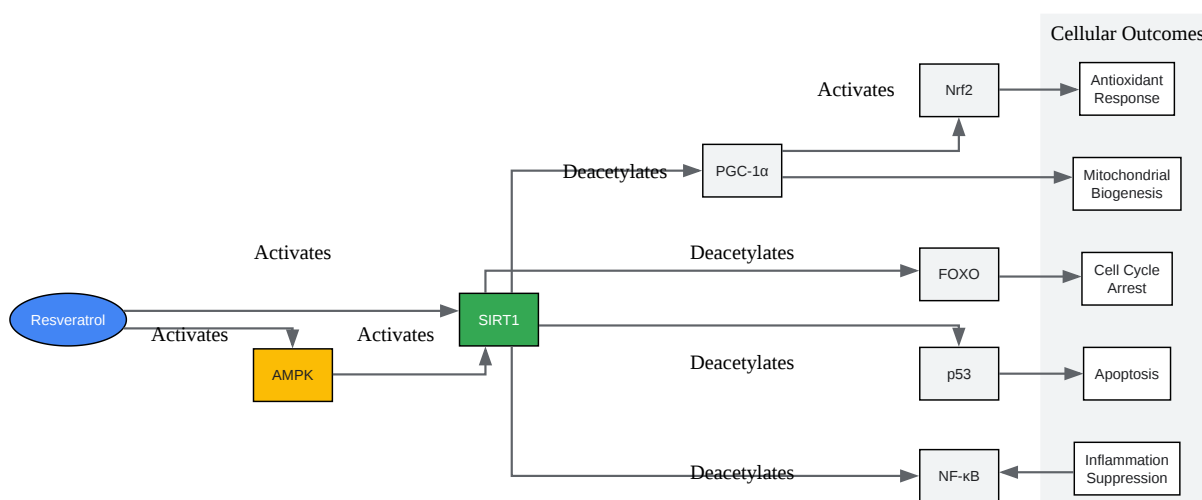 Cellular Outcomes
Activates
Nrf2
Antioxidant
Response
Deacetylates
PGC-1α
Mitochondrial
Biogenesis
Activates
Deacetylates
FOXO
Cell Cycle
Arrest
Resveratrol
Activates
Activates
SIRT1
AMPK
Deacetylates
p53
Apoptosis
Deacetylates
NF-κB
Inflammation
Suppression